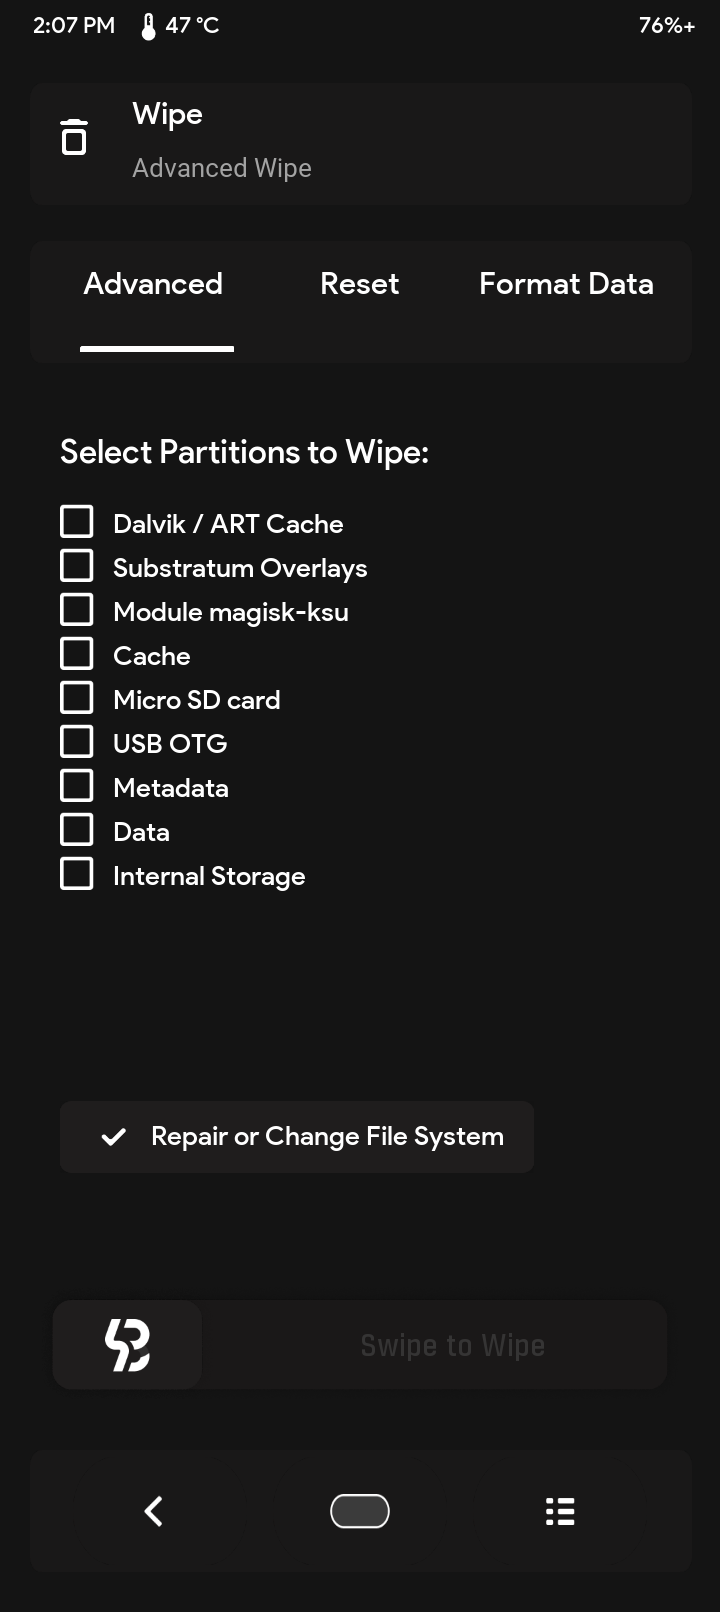 2:07 PM 47 °C 76%+
Wipe
Advanced Wipe
Advanced Reset Format Data
Select Partitions to Wipe:
Dalvik / ART Cache
Substratum Overlays
Module magisk-ksu
Cache
Micro SD card
USB OTG
Metadata
Data
Internal Storage
Repair or Change File System
Swipe to Wipe